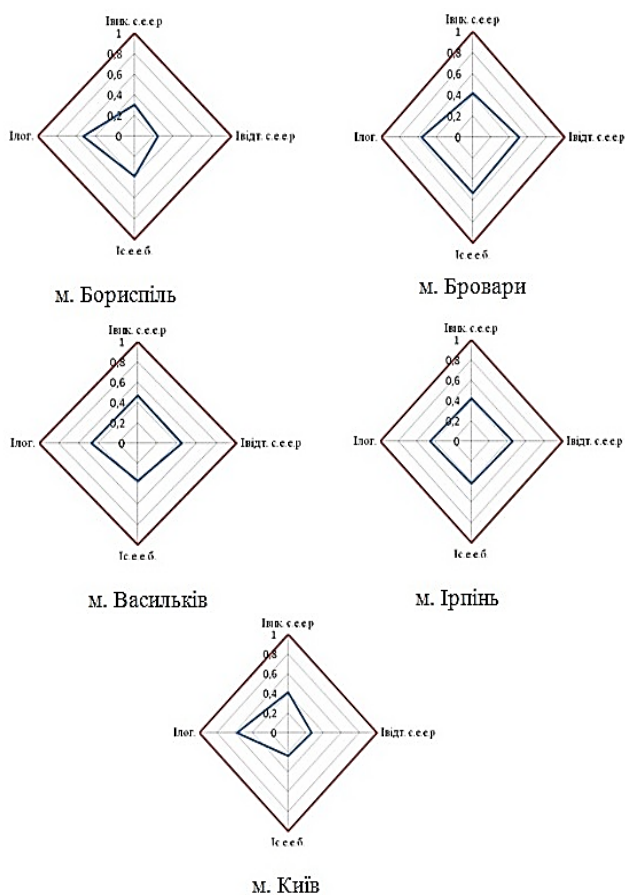 Івик. с.е.е.р
1
0,8
0,6
0,4
0,2
0
Ілог.
Івідт. с.е.е.р
Іс.е.е.б.
м. Бориспіль
Івик. с.е.е.р
1
0,8
0,6
0,4
0,2
0
Ілог.
Івідт. с.е.е.р
Іс.е.е.б.
м. Бровари
Івик. с.е.е.р
1
0,8
0,6
0,4
0,2
0
Ілог.
Івідт. с.е.е.р
Іс.е.е.б.
м. Васильків
Івик. с.е.е.р
1
0,8
0,6
0,4
0,2
0
Ілог.
Івідт. с.е.е.р
Іс.е.е.б.
м. Ірпінь
Івик. с.е.е.р
1
0,8
0,6
0,4
0,2
0
Ілог.
Івідт. с.е.е.р
Іс.е.е.б.
м. Київ